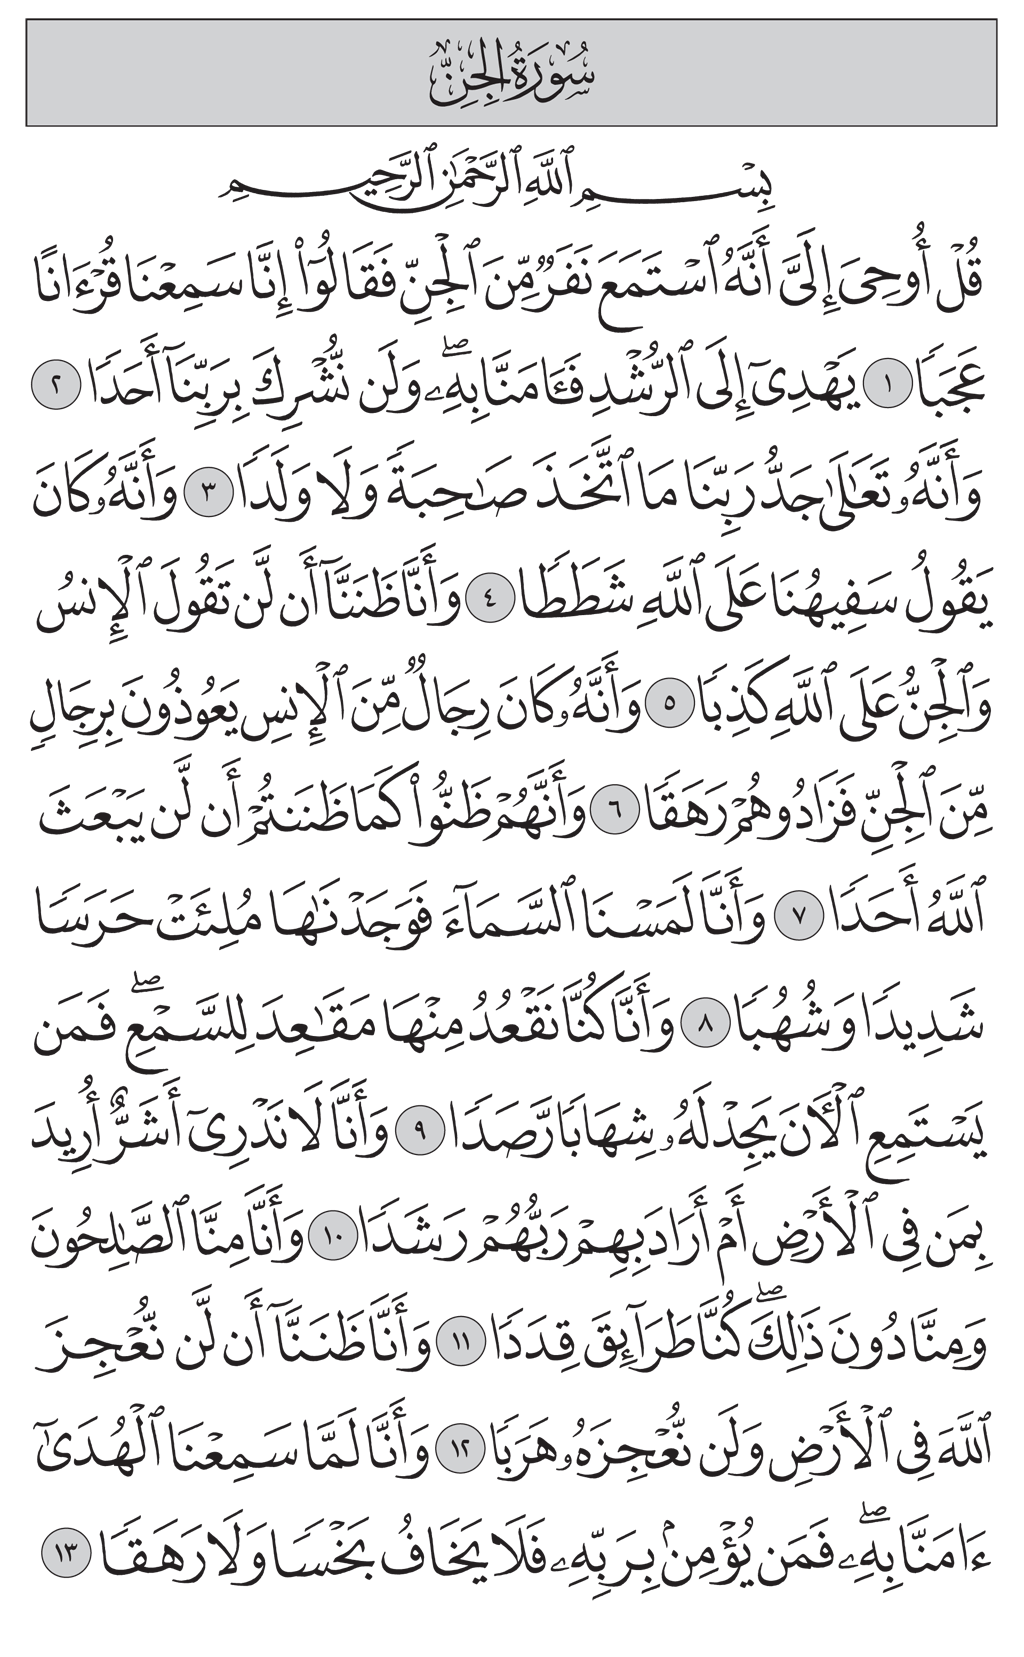 سُورَةُ الجِنِّ
بِسْمِ ٱللَّهِ ٱلرَّحْمَٰنِ ٱلرَّحِيمِ
قُلْ أُوحِىَ إِلَىَّ أَنَّهُ ٱسْتَمَعَ نَفَرٌ مِّنَ ٱلْجِنِّ فَقَالُوٓا۟ إِنَّا سَمِعْنَا قُرْءَانًا
عَجَبًا ١ يَهْدِىٓ إِلَى ٱلرُّشْدِ فَـَٔامَنَّا بِهِۦ ۖ وَلَن نُّشْرِكَ بِرَبِّنَآ أَحَدًا ٢
وَأَنَّهُۥ تَعَٰلَىٰ جَدُّ رَبِّنَا مَا ٱتَّخَذَ صَٰحِبَةً وَلَا وَلَدًا ٣ وَأَنَّهُۥ كَانَ
يَقُولُ سَفِيهُنَا عَلَى ٱللَّهِ شَطَطًا ٤ وَأَنَّا ظَنَنَّآ أَن لَّن تَقُولَ ٱلْإِنسُ
وَٱلْجِنُّ عَلَى ٱللَّهِ كَذِبًا ٥ وَأَنَّهُۥ كَانَ رِجَالٌ مِّنَ ٱلْإِنسِ يَعُوذُونَ بِرِجَالٍ
مِّنَ ٱلْجِنِّ فَزَادُوهُمْ رَهَقًا ٦ وَأَنَّهُمْ ظَنُّوا۟ كَمَا ظَنَنتُمْ أَن لَّن يَبْعَثَ
ٱللَّهُ أَحَدًا ٧ وَأَنَّا لَمَسْنَا ٱلسَّمَآءَ فَوَجَدْنَٰهَا مُلِئَتْ حَرَسًا
شَدِيدًا وَشُهُبًا ٨ وَأَنَّا كُنَّا نَقْعُدُ مِنْهَا مَقَٰعِدَ لِلسَّمْعِ ۖ فَمَن
يَسْتَمِعِ ٱلْـَٔانَ يَجِدْ لَهُۥ شِهَابًا رَّصَدًا ٩ وَأَنَّا لَا نَدْرِىٓ أَشَرٌّ أُرِيدَ
بِمَن فِى ٱلْأَرْضِ أَمْ أَرَادَ بِهِمْ رَبُّهُمْ رَشَدًا ١٠ وَأَنَّا مِنَّا ٱلصَّٰلِحُونَ
وَمِنَّا دُونَ ذَٰلِكَ ۖ كُنَّا طَرَآئِقَ قِدَدًا ١١ وَأَنَّا ظَنَنَّآ أَن لَّن نُّعْجِزَ
ٱللَّهَ فِى ٱلْأَرْضِ وَلَن نُّعْجِزَهُۥ هَرَبًا ١٢ وَأَنَّا لَمَّا سَمِعْنَا ٱلْهُدَىٰٓ
ءَامَنَّا بِهِۦ ۖ فَمَن يُؤْمِنۢ بِرَبِّهِۦ فَلَا يَخَافُ بَخْسًا وَلَا رَهَقًا ١٣